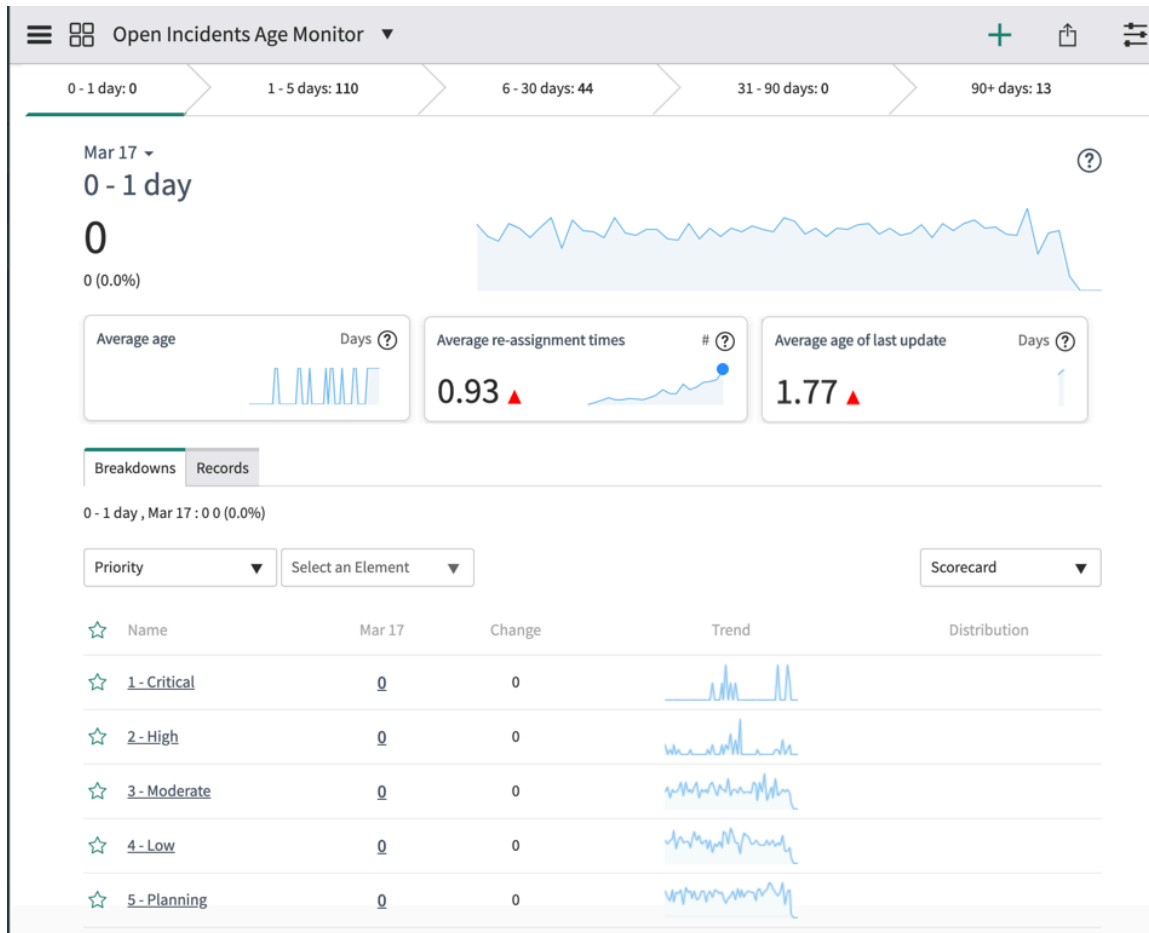 Open Incidents Age Monitor ▼
0 - 1 day: 0
1 - 5 days: 110
6 - 30 days: 44
31 - 90 days: 0
90+ days: 13
Mar 17
0 - 1 day
0
0 (0.0%)
Average age Days ?
Average re-assignment times # ?
0.93 ▲
Average age of last update Days ?
1.77 ▲
Breakdowns Records
0 - 1 day , Mar 17 : 0 0 (0.0%)
Priority ▼ Select an Element ▼ Scorecard ▼
Name Mar 17 Change Trend Distribution
1 - Critical 0 0
2 - High 0 0
3 - Moderate 0 0
4 - Low 0 0
5 - Planning 0 0